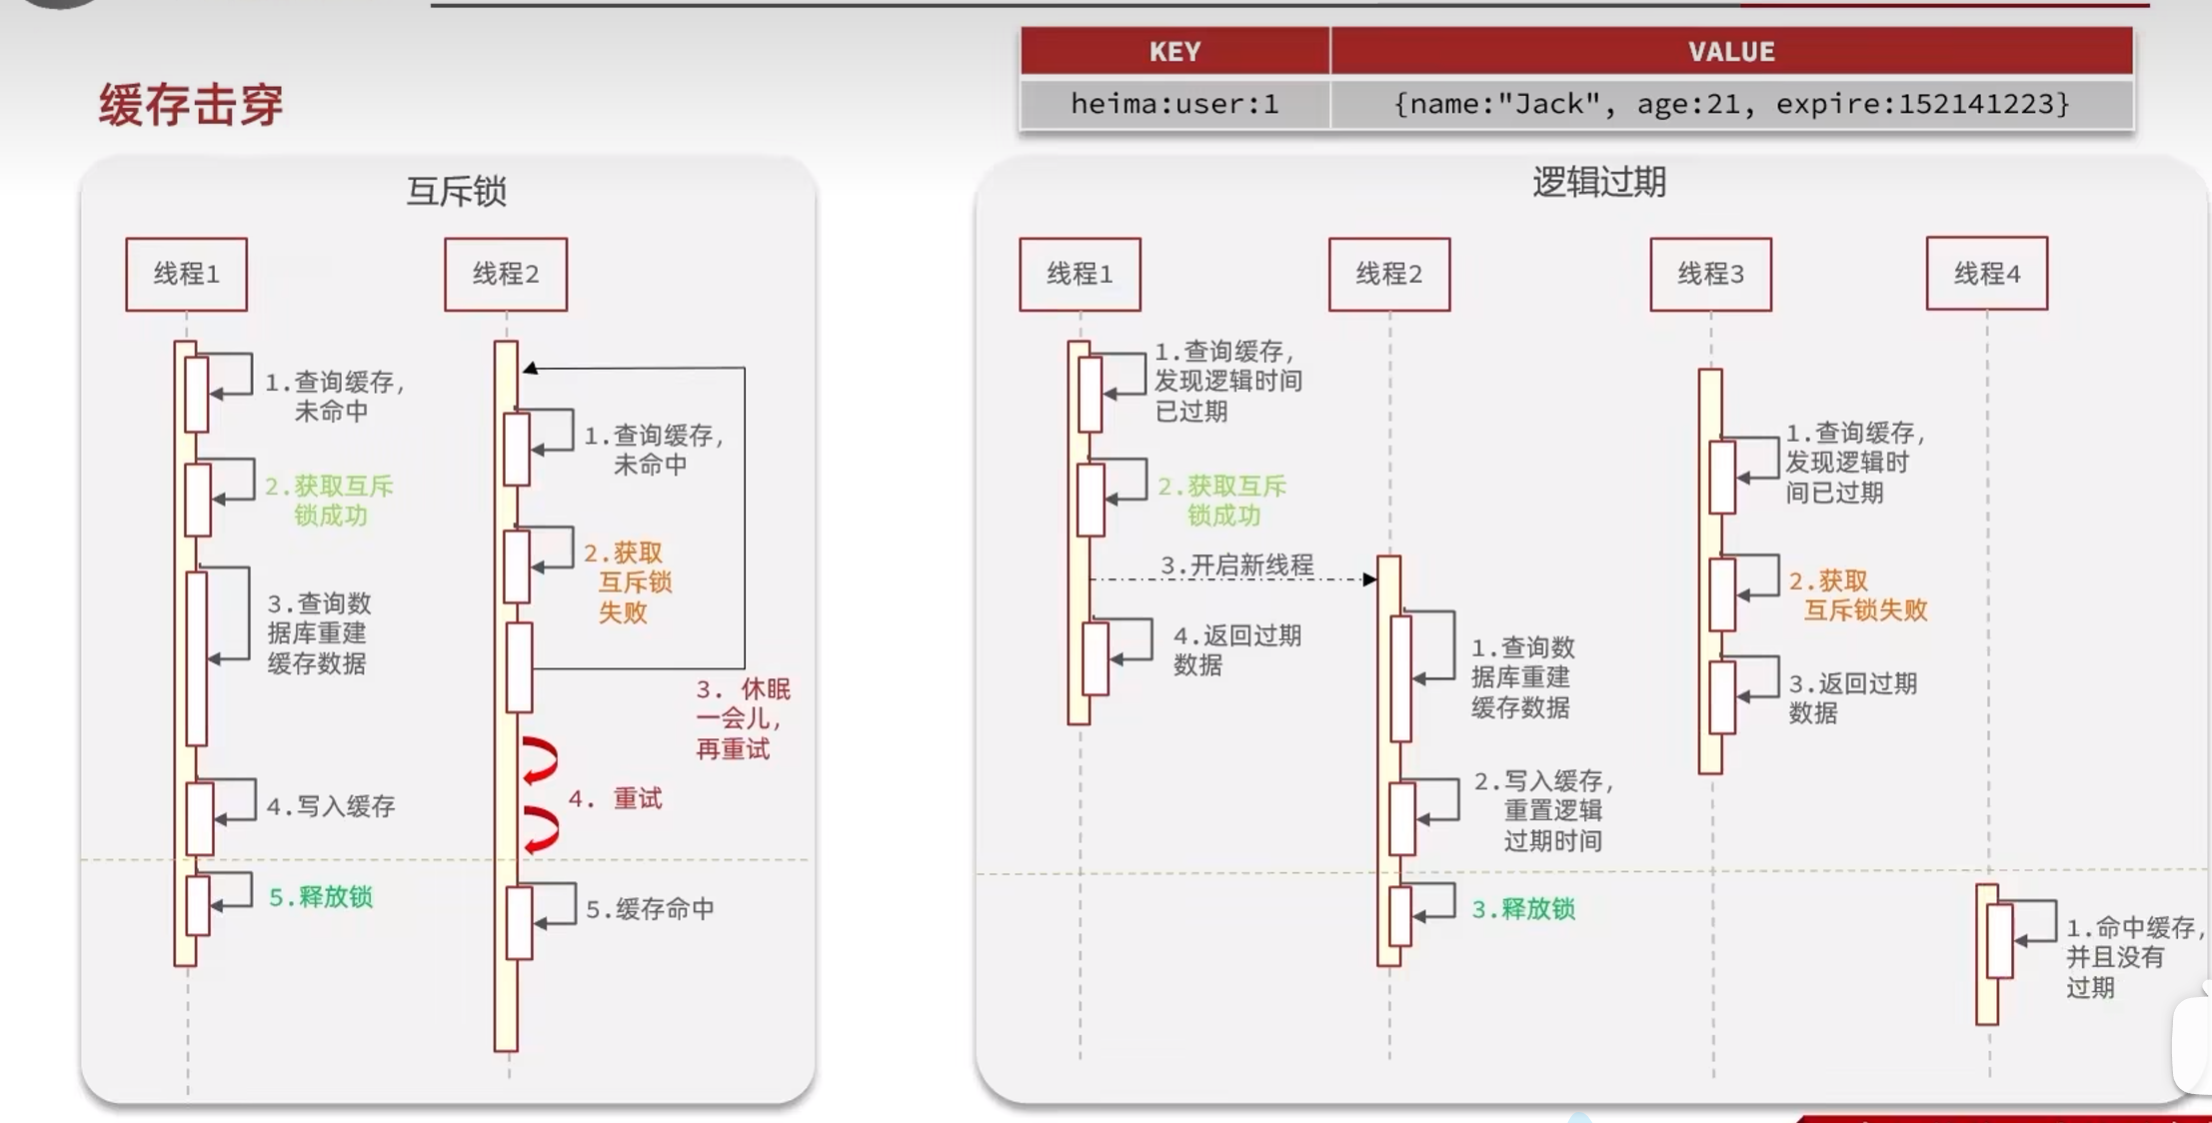 KEY
VALUE
heima:user:1
{name:"Jack", age:21, expire:152141223}
缓存击穿
互斥锁
线程1
线程2
1.查询缓存,
未命中
2.获取互斥
锁成功
3.查询数
据库重建
缓存数据
4.写入缓存
5.释放锁
1.查询缓存,
未命中
2.获取
互斥锁
失败
3. 休眠
一会儿,
再重试
4. 重试
5.缓存命中
逻辑过期
线程1
线程2
线程3
线程4
1.查询缓存,
发现逻辑时间
已过期
2.获取互斥
锁成功
3.开启新线程
4.返回过期
数据
1.查询数
据库重建
缓存数据
2.写入缓存,
重置逻辑
过期时间
3.释放锁
1.查询缓存,
发现逻辑时
间已过期
2.获取
互斥锁失败
3.返回过期
数据
1.命中缓存,
并且没有
过期